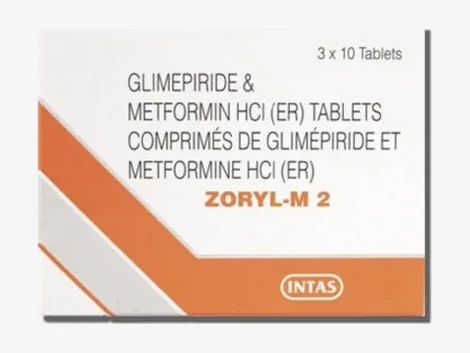 3 x 10 Tablets
GLIMEPIRIDE &
METFORMIN HCl (ER) TABLETS
COMPRIMÉS DE GLIMÉPIRIDE ET
METFORMINE HCl (ER)
ZORYL-M 2
INTAS